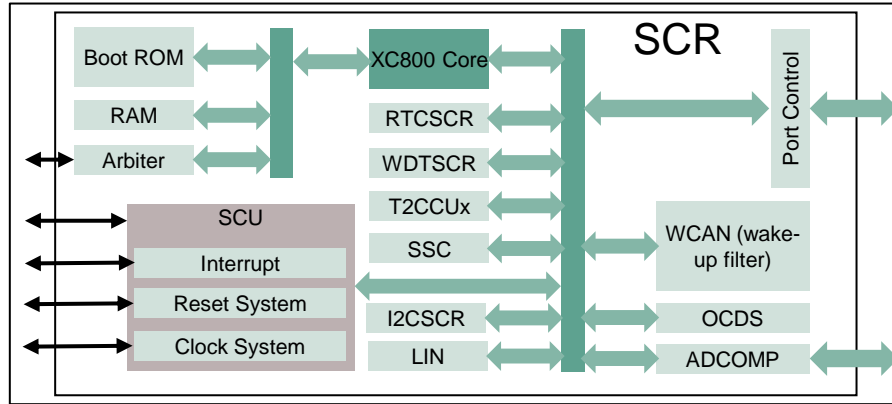 SCR
Boot ROM
XC800 Core
RAM
RTCSCR
Port Control
Arbiter
WDTSCR
SCU
T2CCUx
WCAN (wake-
up filter)
SSC
Interrupt
Reset System
I2CSCR
OCDS
Clock System
LIN
ADCOMP